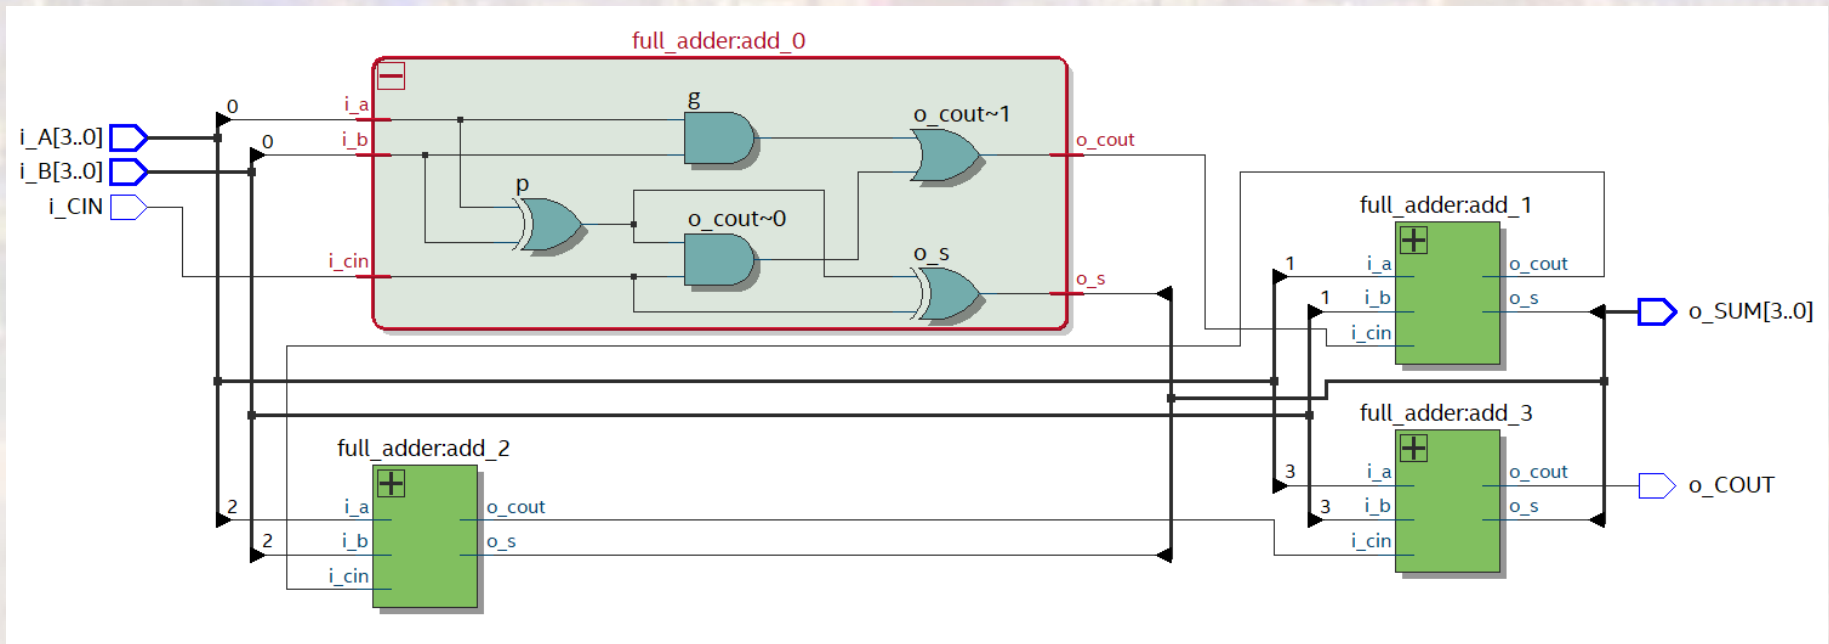 full_adder:add_0
i_A[3..0]
i_B[3..0]
i_CIN
0
0
i_a
i_b
i_cin
g
p
o_cout~0
o_cout~1
o_s
o_cout
o_s
full_adder:add_1
1
1
i_a
i_b
i_cin
o_cout
o_s
o_SUM[3..0]
full_adder:add_2
2
2
i_a
i_b
i_cin
o_cout
o_s
full_adder:add_3
3
3
i_a
i_b
i_cin
o_cout
o_s
o_COUT